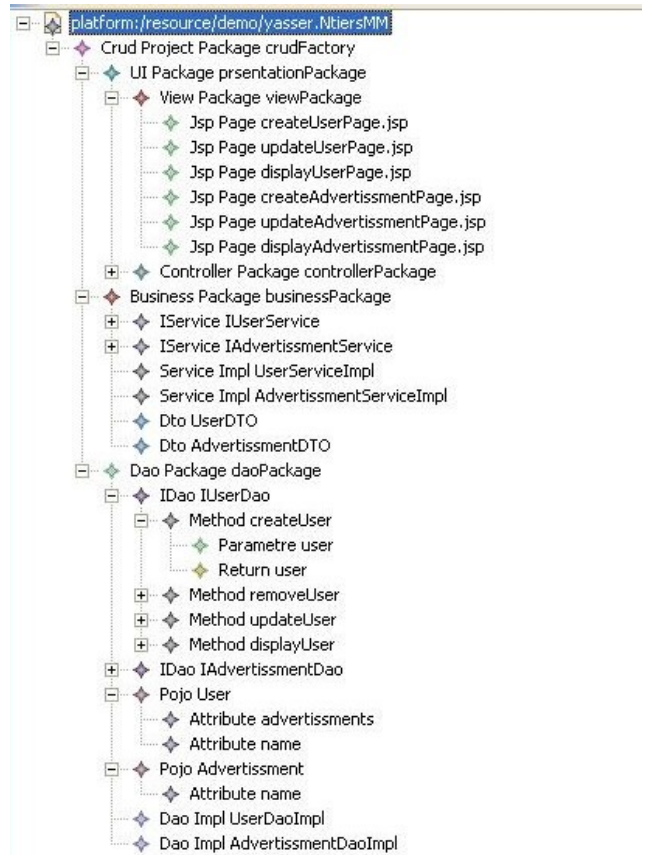 platform:/resource/demo/yasser.NtiersMM
Crud Project Package crudFactory
UI Package prsentationPackage
View Package viewPackage
Jsp Page createUserPage.jsp
Jsp Page updateUserPage.jsp
Jsp Page displayUserPage.jsp
Jsp Page createAdvertissmentPage.jsp
Jsp Page updateAdvertissmentPage.jsp
Jsp Page displayAdvertissmentPage.jsp
Controller Package controllerPackage
Business Package businessPackage
IService IUserService
IService IAdvertissmentService
Service Impl UserServiceImpl
Service Impl AdvertissmentServiceImpl
Dto UserDTO
Dto AdvertissmentDTO
Dao Package daoPackage
IDao IUserDao
Method createUser
Parametre user
Return user
Method removeUser
Method updateUser
Method displayUser
IDao IAdvertissmentDao
Pojo User
Attribute advertissments
Attribute name
Pojo Advertissment
Attribute name
Dao Impl UserDaoImpl
Dao Impl AdvertissmentDaoImpl